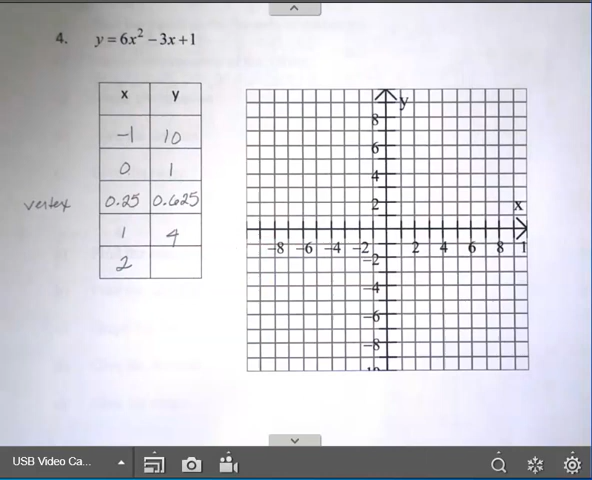 4. y = 6x² − 3x + 1
x y
−1 10
0 1
vertex 0.25 0.625
1 4
2
y
8
6
4
2
x
−8 −6 −4 −2 2 4 6 8 1
−2
−4
−6
−8
USB Video Ca...